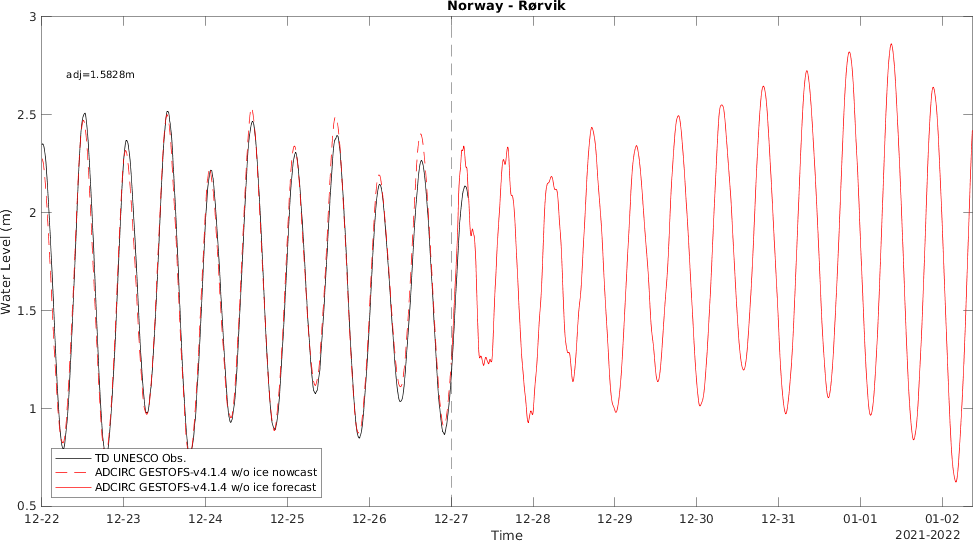 Norway - Rørvik
adj=1.5828m
Water Level (m)
3
2.5
2
1.5
1
0.5
TD UNESCO Obs.
ADCIRC GESTOFS-v4.1.4 w/o ice nowcast
ADCIRC GESTOFS-v4.1.4 w/o ice forecast
12-22 12-23 12-24 12-25 12-26 12-27 12-28 12-29 12-30 12-31 01-01 01-02
Time
2021-2022